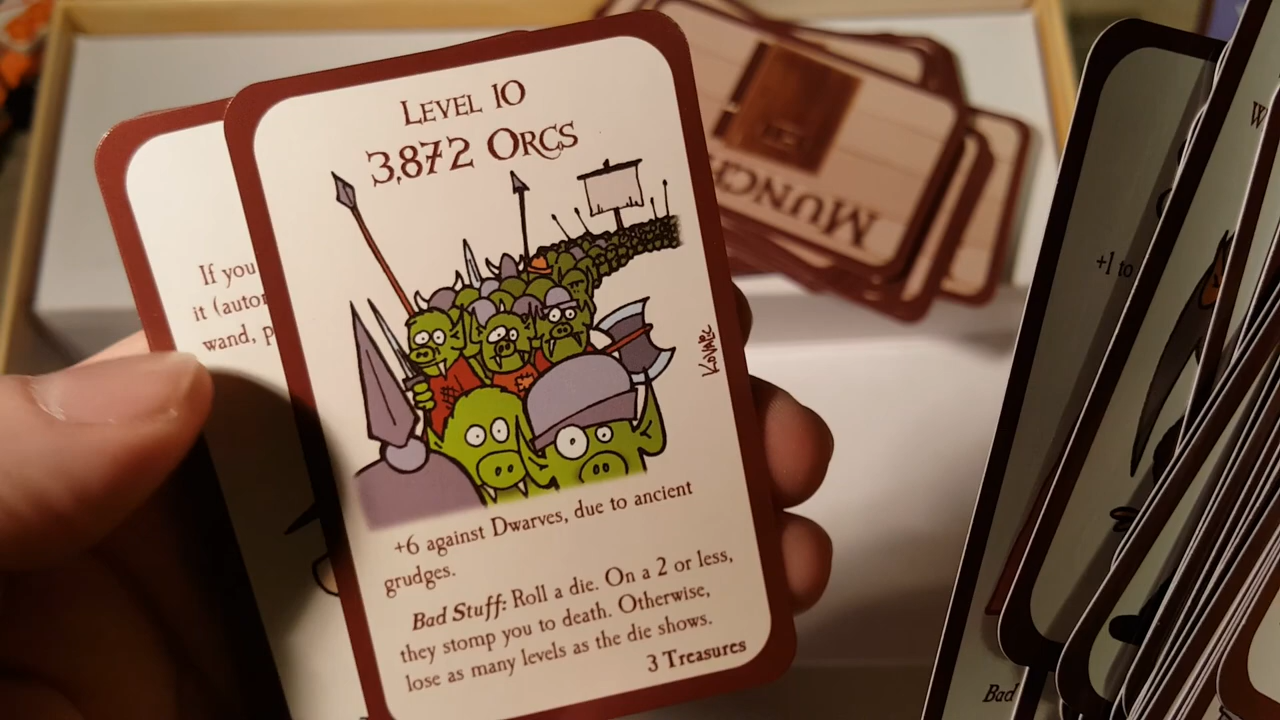 LEVEL 10
3,872 ORCS
KOVALIC
+6 against Dwarves, due to ancient
grudges.
Bad Stuff: Roll a die. On a 2 or less,
they stomp you to death. Otherwise,
lose as many levels as the die shows.
3 Treasures
If you
it (autom
wand, p
MUNCH
+1 to
W
Bad